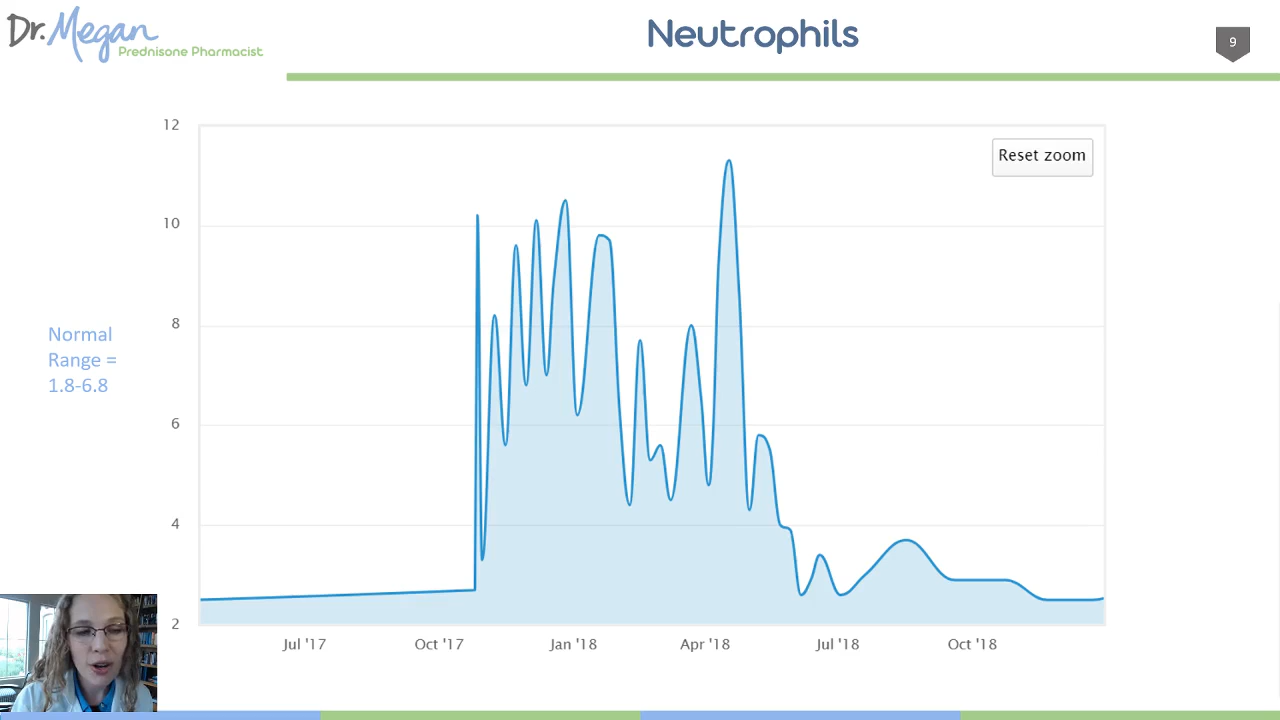 Dr. Megan
Prednisone Pharmacist
Neutrophils
9
12
10
8
6
4
2
Reset zoom
Normal
Range =
1.8-6.8
Jul '17
Oct '17
Jan '18
Apr '18
Jul '18
Oct '18